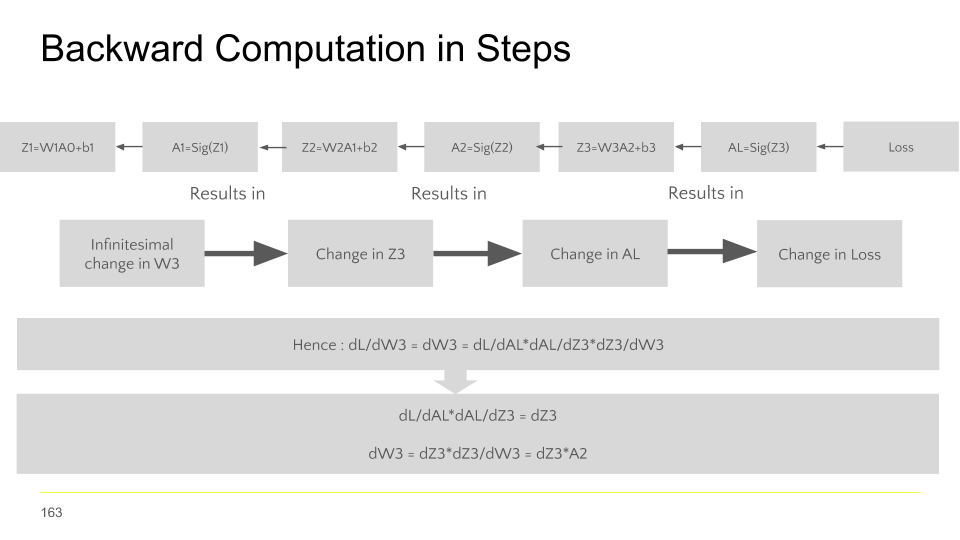 Backward Computation in Steps
Z1=W1A0+b1
A1=Sig(Z1)
Z2=W2A1+b2
A2=Sig(Z2)
Z3=W3A2+b3
AL=Sig(Z3)
Loss
Results in
Results in
Results in
Infinitesimal
change in W3
Change in Z3
Change in AL
Change in Loss
Hence : dL/dW3 = dW3 = dL/dAL*dAL/dZ3*dZ3/dW3
dL/dAL*dAL/dZ3 = dZ3
dW3 = dZ3*dZ3/dW3 = dZ3*A2
163